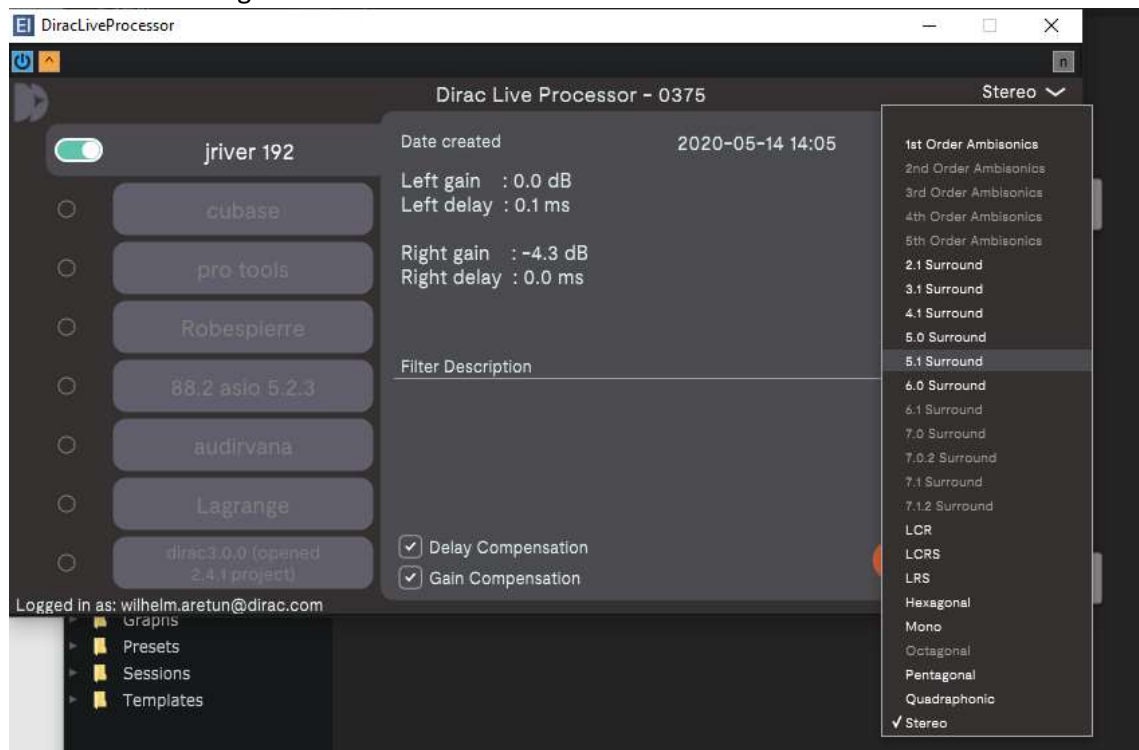 EI DiracLiveProcessor
n
Dirac Live Processor - 0375
Stereo
jriver 192
cubase
pro tools
Robespierre
88.2 asio 5.2.3
audirvana
Lagrange
dirac3.0.0 (opened
2.4.1 project)
Logged in as: wilhelm.aretun@dirac.com
Date created 2020-05-14 14:05
Left gain : 0.0 dB
Left delay : 0.1 ms
Right gain : -4.3 dB
Right delay : 0.0 ms
Filter Description
Delay Compensation
Gain Compensation
1st Order Ambisonics
2nd Order Ambisonics
3rd Order Ambisonics
4th Order Ambisonics
5th Order Ambisonics
2.1 Surround
3.1 Surround
4.1 Surround
5.0 Surround
5.1 Surround
6.0 Surround
6.1 Surround
7.0 Surround
7.0.2 Surround
7.1 Surround
7.1.2 Surround
LCR
LCRS
LRS
Hexagonal
Mono
Octagonal
Pentagonal
Quadraphonic
Stereo
Graphs
Presets
Sessions
Templates